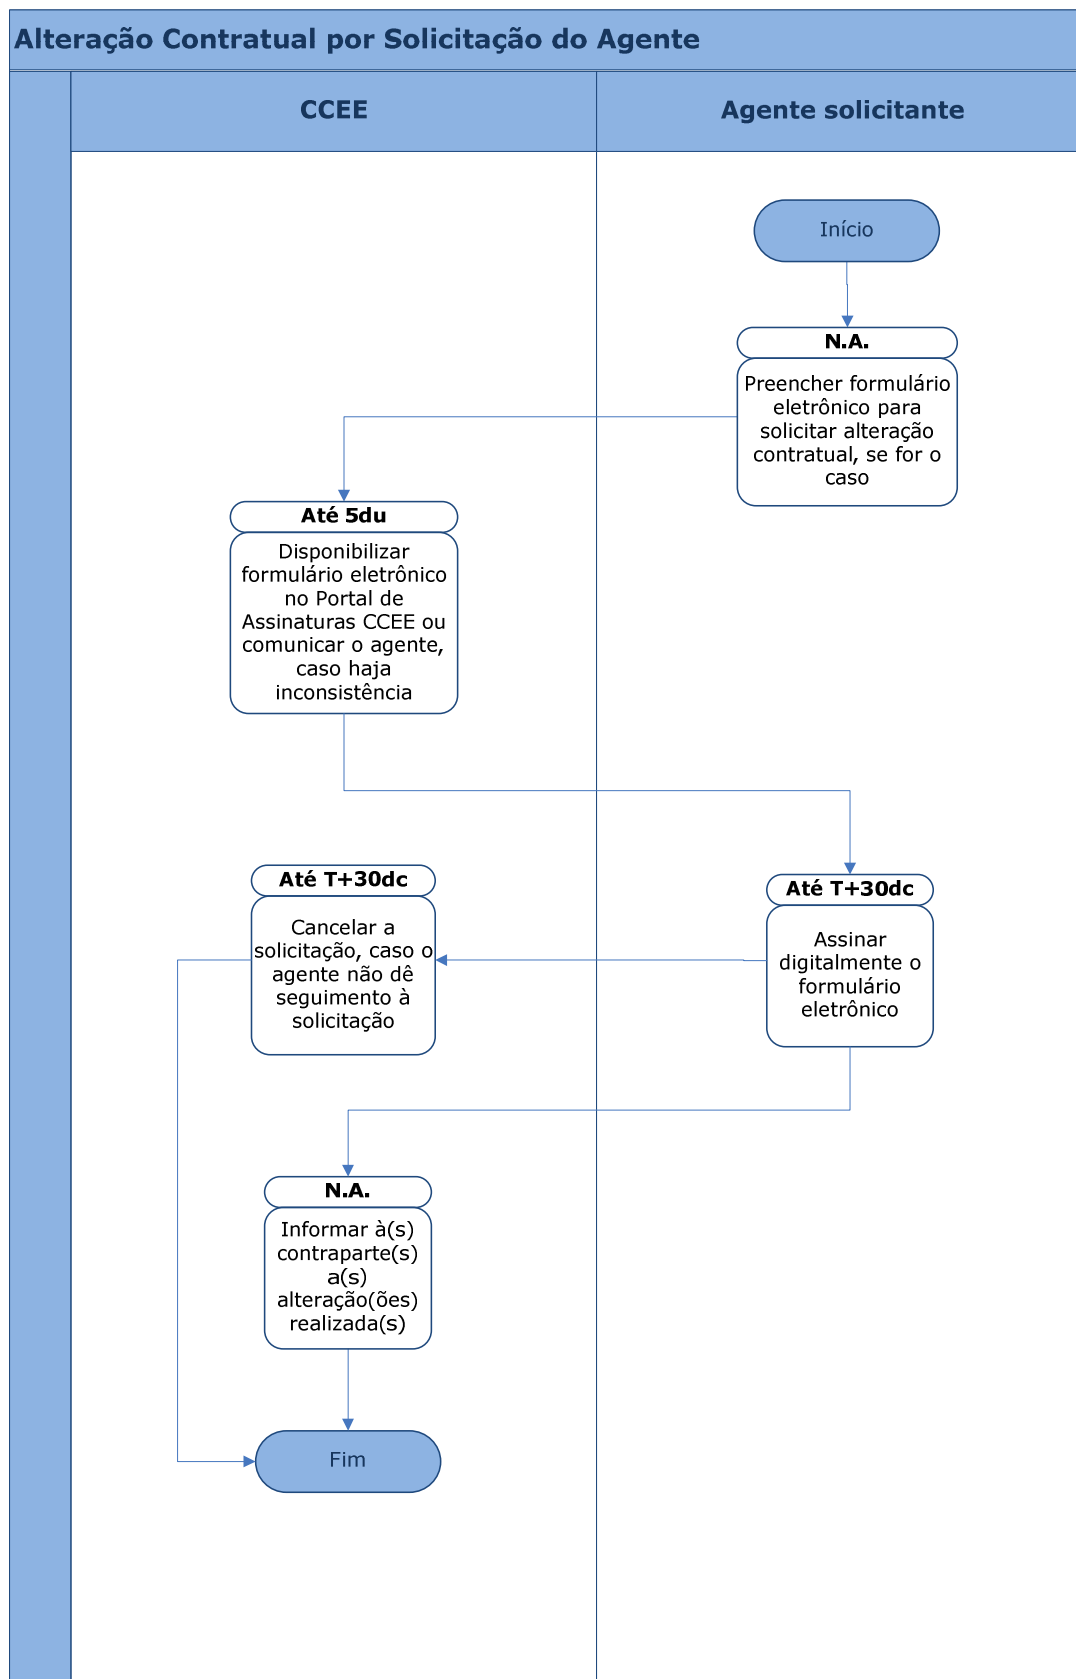 Alteração Contratual por Solicitação do Agente
CCEE
Agente solicitante
Início
N.A.
Preencher formulário
eletrônico para
solicitar alteração
contratual, se for o
caso
Até 5du
Disponibilizar
formulário eletrônico
no Portal de
Assinaturas CCEE ou
comunicar o agente,
caso haja
inconsistência
Até T+30dc
Assinar
digitalmente o
formulário
eletrônico
Até T+30dc
Cancelar a
solicitação, caso o
agente não dê
seguimento à
solicitação
N.A.
Informar à(s)
contraparte(s)
a(s)
alteração(ões)
realizada(s)
Fim